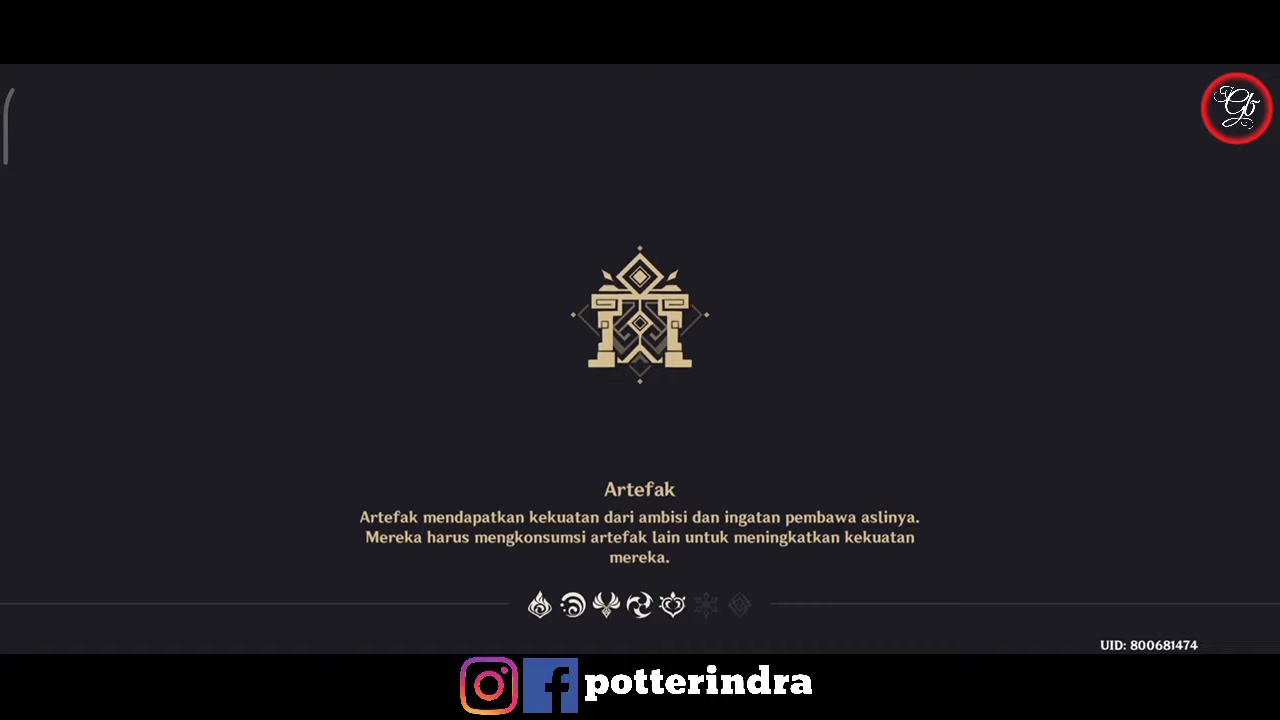 Gb
Artefak
Artefak mendapatkan kekuatan dari ambisi dan ingatan pembawa aslinya.
Mereka harus mengkonsumsi artefak lain untuk meningkatkan kekuatan
mereka.
UID: 800681474
potterindra